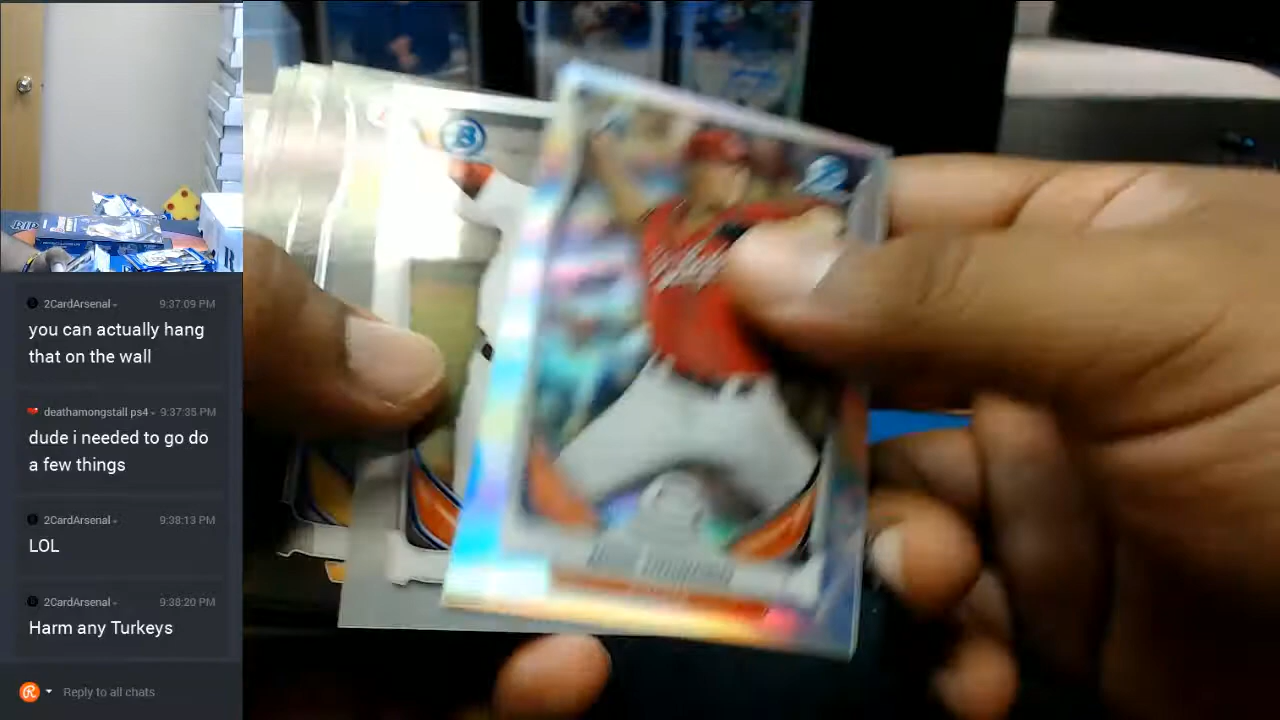 RIP
2CardArsenal 9:37:09 PM
you can actually hang
that on the wall
deathamongstall ps4 9:37:35 PM
dude i needed to go do
a few things
2CardArsenal 9:38:13 PM
LOL
2CardArsenal 9:38:20 PM
Harm any Turkeys
Reply to all chats
B